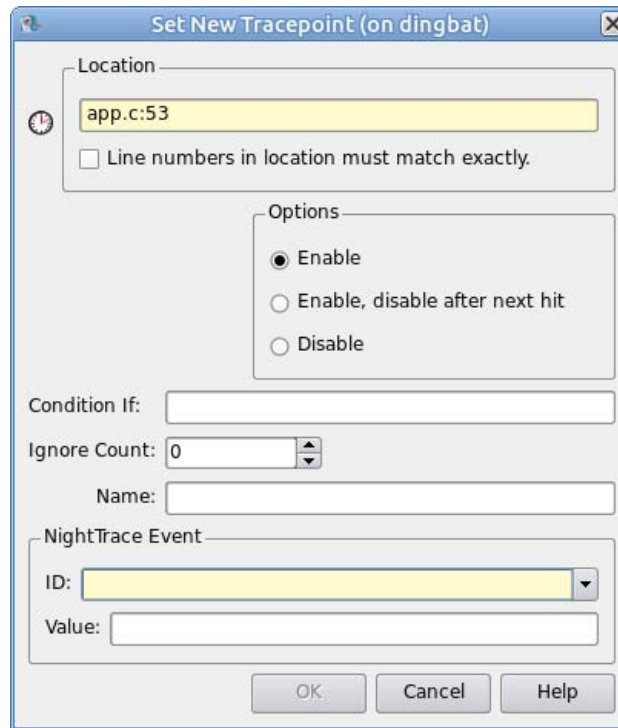 Set New Tracepoint (on dingbat)
Location
app.c:53
Line numbers in location must match exactly.
Options
Enable
Enable, disable after next hit
Disable
Condition If:
Ignore Count: 0
Name:
NightTrace Event
ID:
Value:
OK Cancel Help